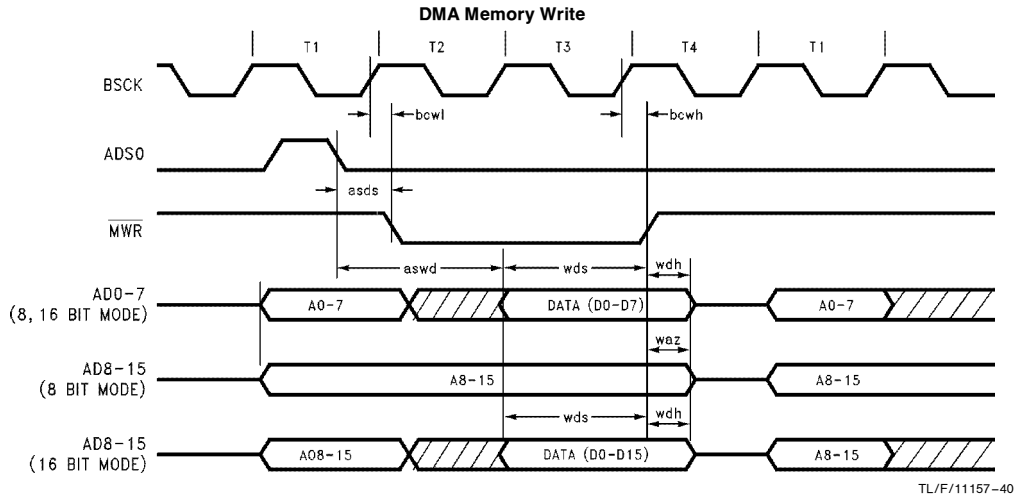 DMA Memory Write
T1 T2 T3 T4 T1
BSCK
bcwl bcwh
ADS0
asds
MWR
aswd wds wdh
AD0-7
(8, 16 BIT MODE)
A0-7 DATA (D0-D7) A0-7
waz
AD8-15
(8 BIT MODE)
A8-15 A8-15
wds wdh
AD8-15
(16 BIT MODE)
A08-15 DATA (D0-D15) A8-15
TL/F/11157-40